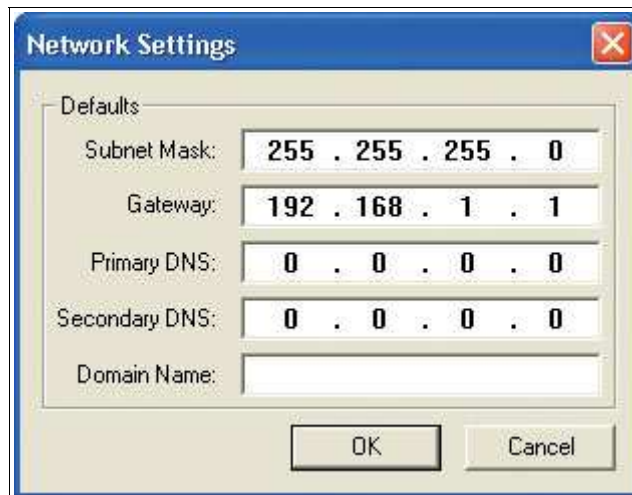 Network Settings
Defaults
Subnet Mask: 255 . 255 . 255 . 0
Gateway: 192 . 168 . 1 . 1
Primary DNS: 0 . 0 . 0 . 0
Secondary DNS: 0 . 0 . 0 . 0
Domain Name:
OK Cancel